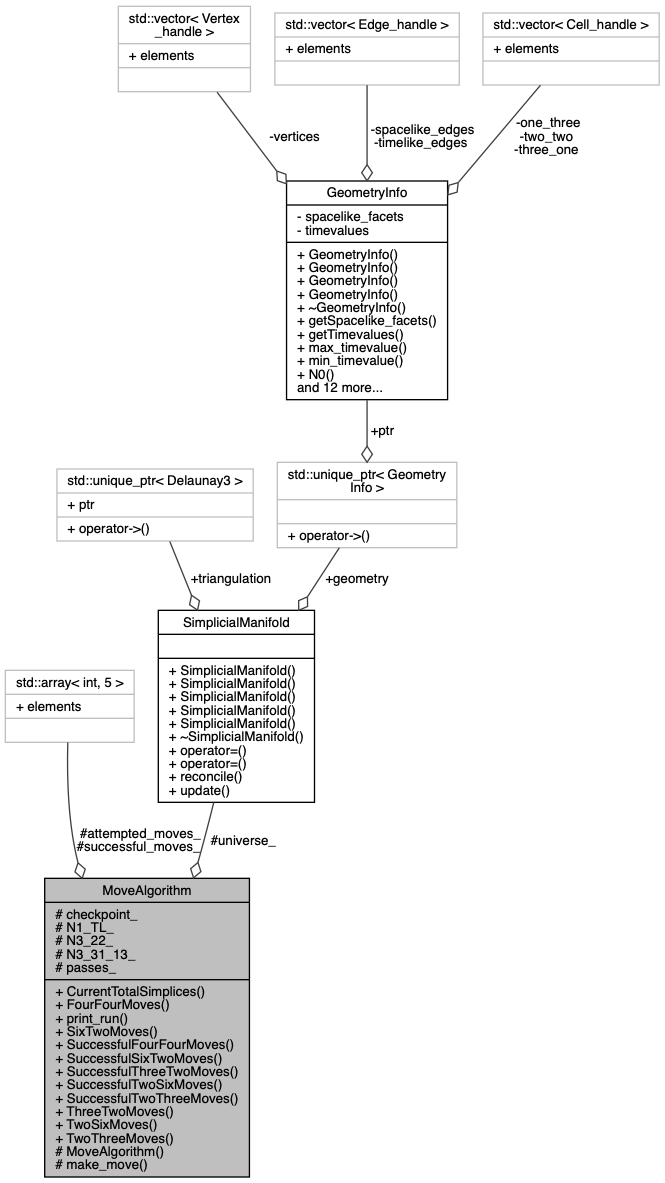 std::vector< Vertex
_handle >
+ elements
std::vector< Edge_handle >
+ elements
std::vector< Cell_handle >
+ elements
-vertices
-spacelike_edges
-timelike_edges
-one_three
-two_two
-three_one
GeometryInfo
- spacelike_facets
- timevalues
+ GeometryInfo()
+ GeometryInfo()
+ GeometryInfo()
+ GeometryInfo()
+ ~GeometryInfo()
+ getSpacelike_facets()
+ getTimevalues()
+ max_timevalue()
+ min_timevalue()
+ N0()
and 12 more...
+ptr
std::unique_ptr< Delaunay3 >
+ ptr
+ operator->()
std::unique_ptr< Geometry
Info >
+ operator->()
+triangulation
+geometry
SimplicialManifold
+ SimplicialManifold()
+ SimplicialManifold()
+ SimplicialManifold()
+ SimplicialManifold()
+ SimplicialManifold()
+ ~SimplicialManifold()
+ operator=()
+ operator=()
+ reconcile()
+ update()
std::array< int, 5 >
+ elements
#attempted_moves_
#successful_moves_
#universe_
MoveAlgorithm
# checkpoint_
# N1_TL_
# N3_22_
# N3_31_13_
# passes_
+ CurrentTotalSimplices()
+ FourFourMoves()
+ print_run()
+ SixTwoMoves()
+ SuccessfulFourFourMoves()
+ SuccessfulSixTwoMoves()
+ SuccessfulThreeTwoMoves()
+ SuccessfulTwoSixMoves()
+ SuccessfulTwoThreeMoves()
+ ThreeTwoMoves()
+ TwoSixMoves()
+ TwoThreeMoves()
# MoveAlgorithm()
# make_move()